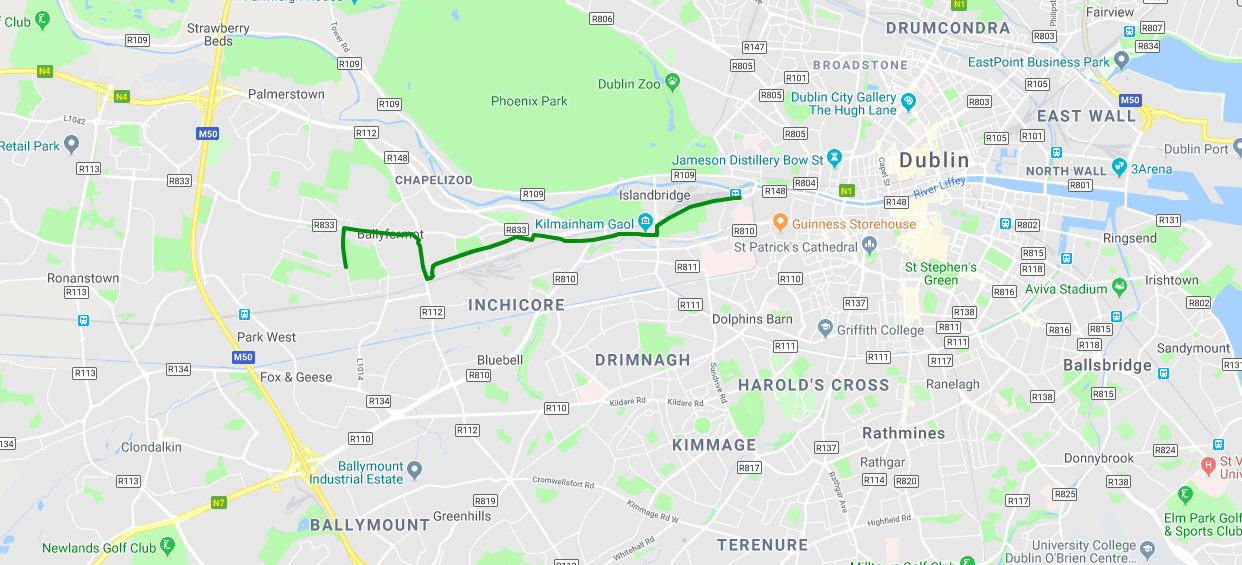 Club
R806
N1
Fairview
Strawberry
Beds
R109
Tower Rd
DRUMCONDRA
R807
R803
R834
R147
R805
BROADSTONE
EastPoint Business Park
N4
R109
Dublin Zoo
R101
R105
N4
Palmerstown
R109
Phoenix Park
R805
Dublin City Gallery
The Hugh Lane
R803
M50
EAST WALL
L1042
R112
M50
R805
R105
R101
Retail Park
R148
Jameson Distillery Bow St
Capel St
Dublin
Dublin Port
R113
R833
CHAPELIZOD
R109
NORTH WALL
3Arena
R109
Islandbridge
R148
R804
N1
River Liffey
R801
R148
R833
Ballyfermot
R833
Kilmainham Gaol
R810
Guinness Storehouse
R802
R131
Ringsend
St Patrick's Cathedral
R815
Ronanstown
R811
R810
R110
St Stephen's
Green
R118
R113
R816
Aviva Stadium
Irishtown
INCHICORE
R111
R137
R802
R112
Dolphins Barn
R138
Park West
Griffith College
R811
R816
R815
R111
R118
Sandymount
M50
Bluebell
DRIMNAGH
R111
R111
R117
Ballsbridge
R131
R113
R134
L1014
Fox & Geese
R810
Sundrive Rd
HAROLD'S CROSS
Ranelagh
R138
R815
R134
R110
Kildare Rd
Kildare Rd
R134
Clondalkin
R110
R112
KIMMAGE
R137
Rathmines
R824
Donnybrook
Ballymount
Industrial Estate
R817
Rathgar
R114
R820
R138
R113
Cromwellsfort Rd
Rathgar Ave
R825
R117
N7
R819
Kimmage Rd W
BALLYMOUNT
Greenhills
Highfield Rd
Elm Park Golf
& Sports Club
Newlands Golf Club
Whitehall Rd
TERENURE
University College
Dublin O'Brien Centre...